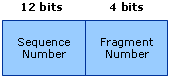 12 bits 4 bits
Sequence Fragment
Number Number